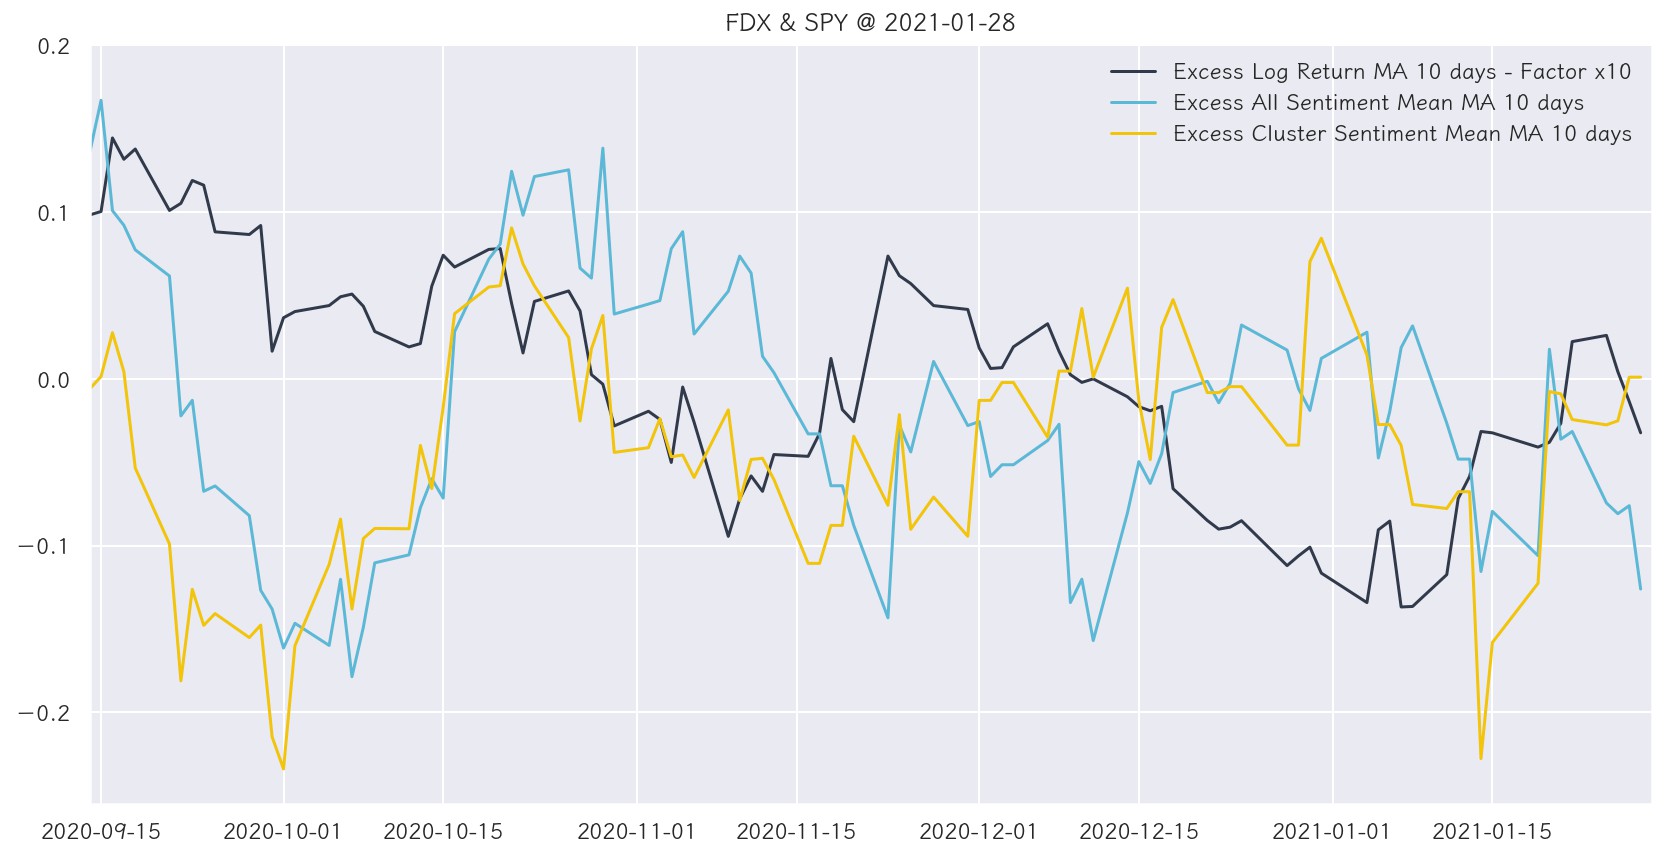 FDX & SPY @ 2021-01-28
Excess Log Return MA 10 days - Factor x10
Excess All Sentiment Mean MA 10 days
Excess Cluster Sentiment Mean MA 10 days
0.2
0.1
0.0
−0.1
−0.2
2020-09-15 2020-10-01 2020-10-15 2020-11-01 2020-11-15 2020-12-01 2020-12-15 2021-01-01 2021-01-15